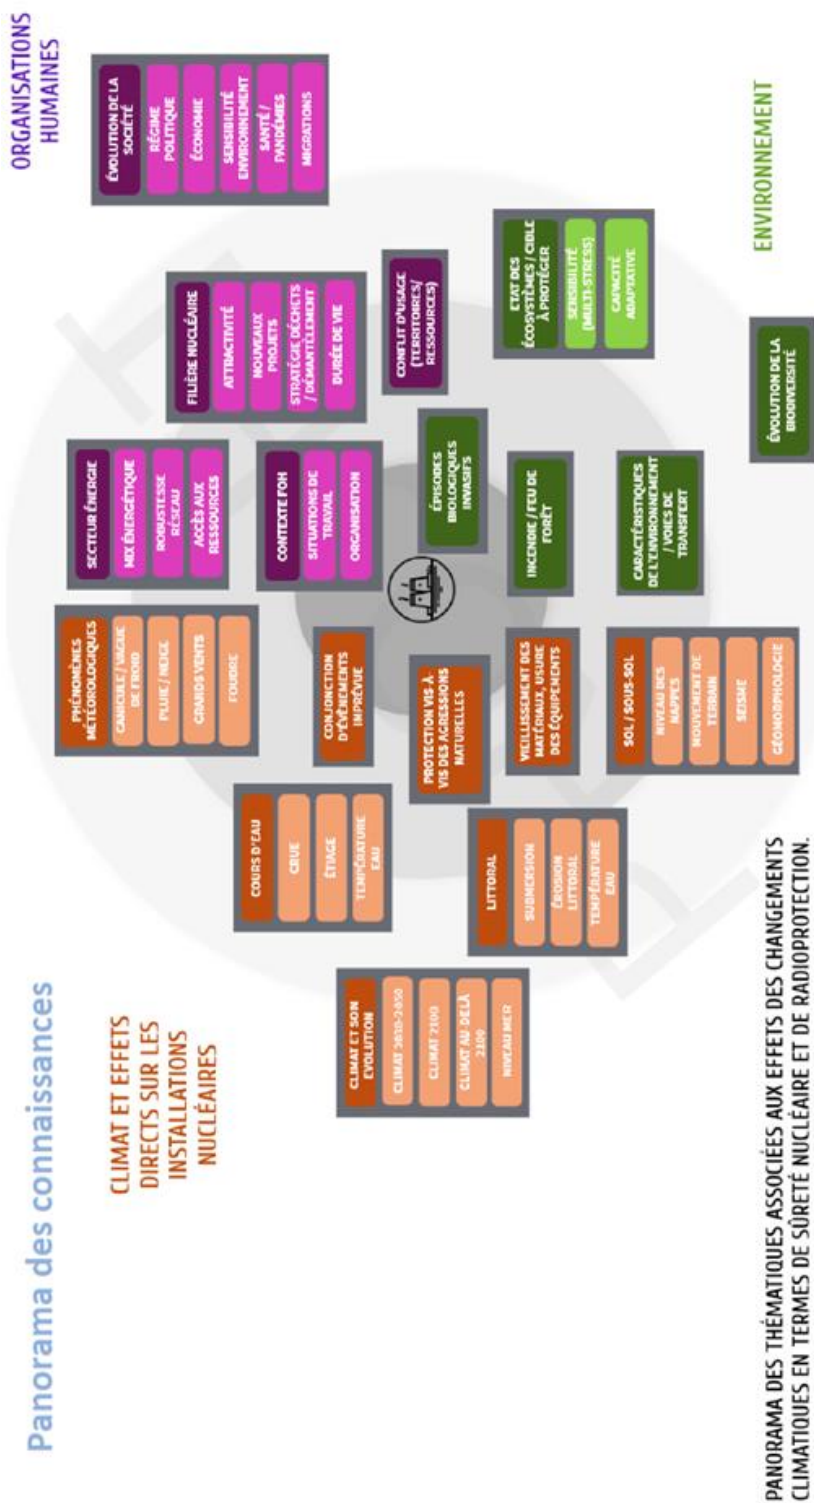 Panorama des connaissances
CLIMAT ET EFFETS
DIRECTS SUR LES
INSTALLATIONS
NUCLÉAIRES
CLIMAT ET SON
EVOLUTION
CLIMAT 2030-2050
CLIMAT 2100
CLIMAT AU-DELÀ
2100
NIVEAU MER
COURS D'EAU
CRUE
ÉTIAGE
TEMPÉRATURE
EAU
LITTORAL
SUBMERSION
ÉROSION
LITTORAL
TEMPÉRATURE
EAU
PHÉNOMÈNES
MÉTÉOROLOGIQUES
CANICULE / VAGUE
DE FROID
PLUIE / NEIGE
GRANDS VENTS
FOUDRE
CONJONCTION
D'ÉVÉNEMENTS
IMPRÉVUE
PROTECTION VIS-À
VIS DES AGRESSIONS
NATURELLES
VIEILLISSEMENT DES
MATÉRIAUX, USURE
DES ÉQUIPEMENTS
SOL / SOUS-SOL
NIVEAU DES
NAPPES
MOUVEMENT DE
TERRAIN
SEISME
GÉOMORPHOLOGIE
SECTEUR ÉNERGIE
MIX ÉNERGÉTIQUE
ROBUSTESSE
RÉSEAU
ACCÈS AUX
RESSOURCES
CONTEXTE FOH
SITUATIONS DE
TRAVAIL
ORGANISATION
FILIÈRE NUCLÉAIRE
ATTRACTIVITÉ
NOUVEAUX
PROJETS
STRATÉGIE DÉCHETS
/ DÉMANTÈLEMENT
DURÉE DE VIE
CONFLIT D'USAGE
(TERRITOIRES/
RESSOURCES)
ORGANISATIONS
HUMAINES
ÉVOLUTION DE LA
SOCIÉTÉ
RÉGIME
POLITIQUE
ÉCONOMIE
SENSIBILITÉ
ENVIRONNEMENT
SANTÉ /
PANDÉMIES
MIGRATIONS
ÉPISODES
BIOLOGIQUES
INVASIFS
INCENDIE / FEU DE
FORÊT
CARACTÉRISTIQUES
DE L'ENVIRONNEMENT
/ VOIES DE
TRANSFERT
ETAT DES
ÉCOSYSTÈMES / CIBLE
À PROTÉGER
SENSIBILITÉ
(MULTI-STRESS)
CAPACITÉ
ADAPTATIVE
ÉVOLUTION DE LA
BIODIVERSITÉ
ENVIRONNEMENT
PANORAMA DES THÉMATIQUES ASSOCIÉES AUX EFFETS DES CHANGEMENTS
CLIMATIQUES EN TERMES DE SÛRETÉ NUCLÉAIRE ET DE RADIOPROTECTION.